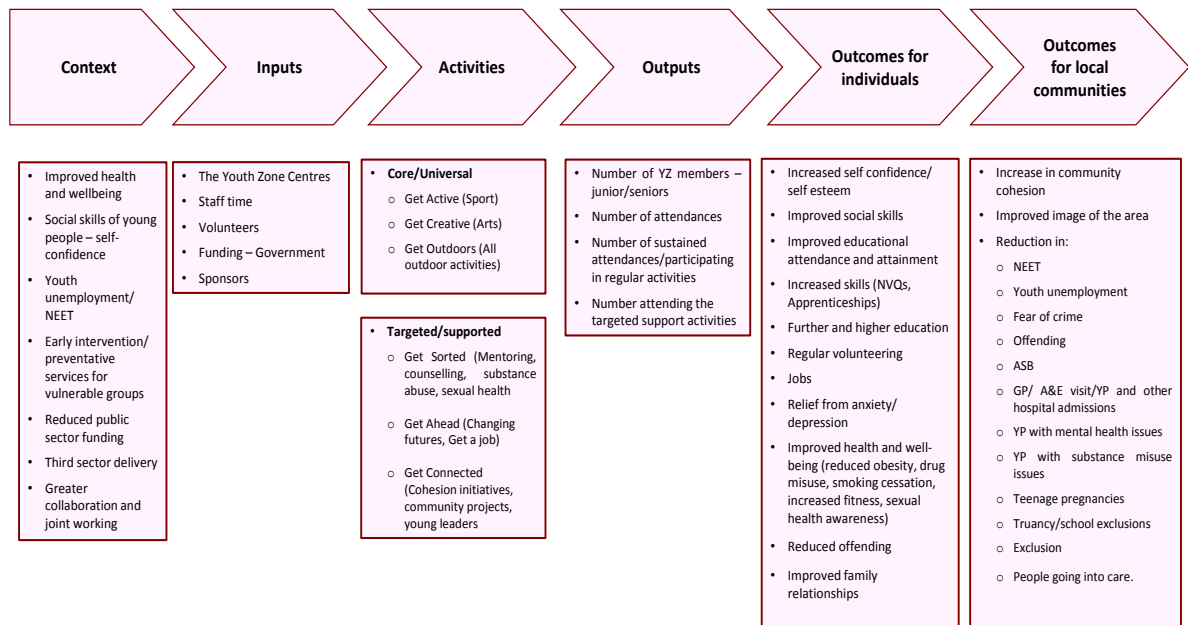 Context
Inputs
Activities
Outputs
Outcomes for
individuals
Outcomes
for local
communities
• Improved health
and wellbeing
• Social skills of young
people – self-
confidence
• Youth
unemployment/
NEET
• Early intervention/
preventative
services for
vulnerable groups
• Reduced public
sector funding
• Third sector delivery
• Greater
collaboration and
joint working
• The Youth Zone Centres
• Staff time
• Volunteers
• Funding – Government
• Sponsors
• Core/Universal
o Get Active (Sport)
o Get Creative (Arts)
o Get Outdoors (All
outdoor activities)
• Targeted/supported
o Get Sorted (Mentoring,
counselling, substance
abuse, sexual health
o Get Ahead (Changing
futures, Get a job)
o Get Connected
(Cohesion initiatives,
community projects,
young leaders
• Number of YZ members –
junior/seniors
• Number of attendances
• Number of sustained
attendances/participating
in regular activities
• Number attending the
targeted support activities
• Increased self confidence/
self esteem
• Improved social skills
• Improved educational
attendance and attainment
• Increased skills (NVQs,
Apprenticeships)
• Further and higher education
• Regular volunteering
• Jobs
• Relief from anxiety/
depression
• Improved health and well-
being (reduced obesity, drug
misuse, smoking cessation,
increased fitness, sexual
health awareness)
• Reduced offending
• Improved family
relationships
• Increase in community
cohesion
• Improved image of the area
• Reduction in:
o NEET
o Youth unemployment
o Fear of crime
o Offending
o ASB
o GP/ A&E visit/YP and other
hospital admissions
o YP with mental health issues
o YP with substance misuse
issues
o Teenage pregnancies
o Truancy/school exclusions
o Exclusion
o People going into care.